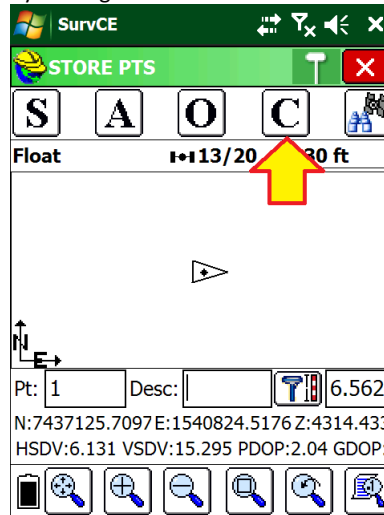 SurvCE
STORE PTS
S A O C
Float 13/20 30 ft
N
E
Pt: 1 Desc: 6.562
N:7437125.7097 E:1540824.5176 Z:4314.433
HSDV:6.131 VSDV:15.295 PDOP:2.04 GDOP: